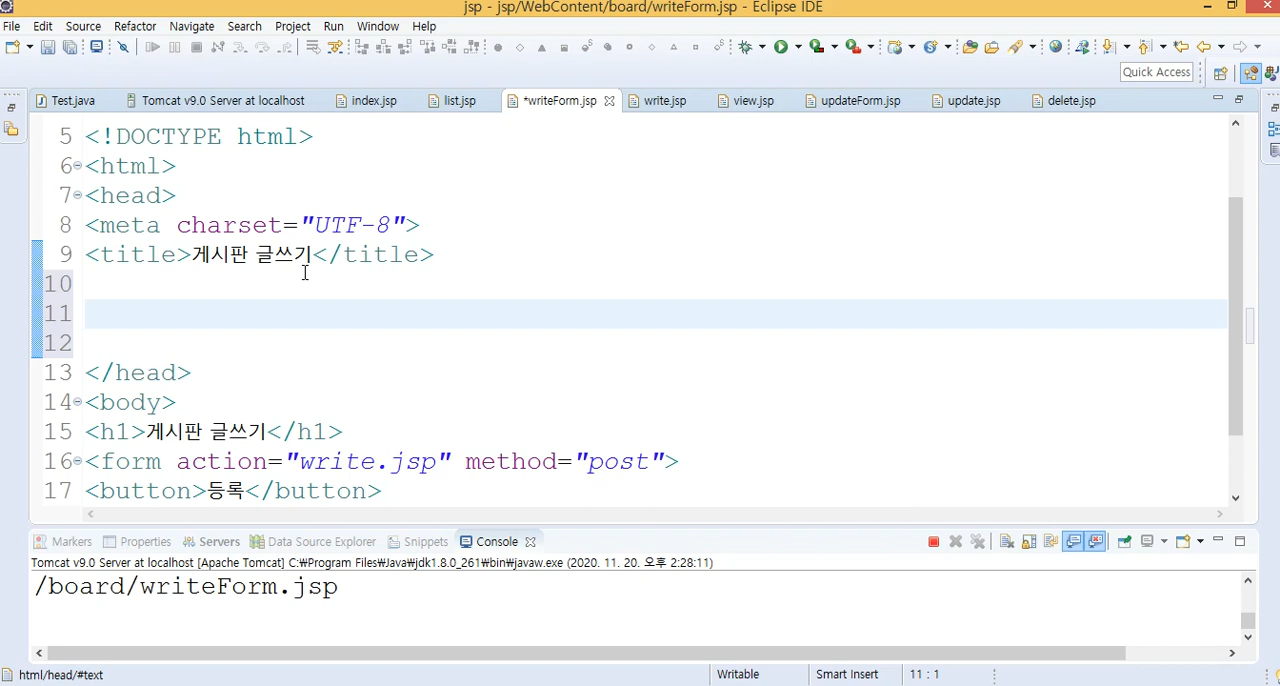 jsp - jsp/WebContent/board/writeForm.jsp - Eclipse IDE
File Edit Source Refactor Navigate Search Project Run Window Help
Quick Access
Test.java Tomcat v9.0 Server at localhost index.jsp list.jsp *writeForm.jsp write.jsp view.jsp updateForm.jsp update.jsp delete.jsp
5 <!DOCTYPE html>
6 <html>
7 <head>
8 <meta charset="UTF-8">
9 <title>게시판 글쓰기</title>
10
11
12
13 </head>
14 <body>
15 <h1>게시판 글쓰기</h1>
16 <form action="write.jsp" method="post">
17 <button>등록</button>
Markers Properties Servers Data Source Explorer Snippets Console
Tomcat v9.0 Server at localhost [Apache Tomcat] C:₩Program Files₩Java₩jdk1.8.0_261₩bin₩javaw.exe (2020. 11. 20. 오후 2:28:11)
/board/writeForm.jsp
html/head/#text Writable Smart Insert 11 : 1